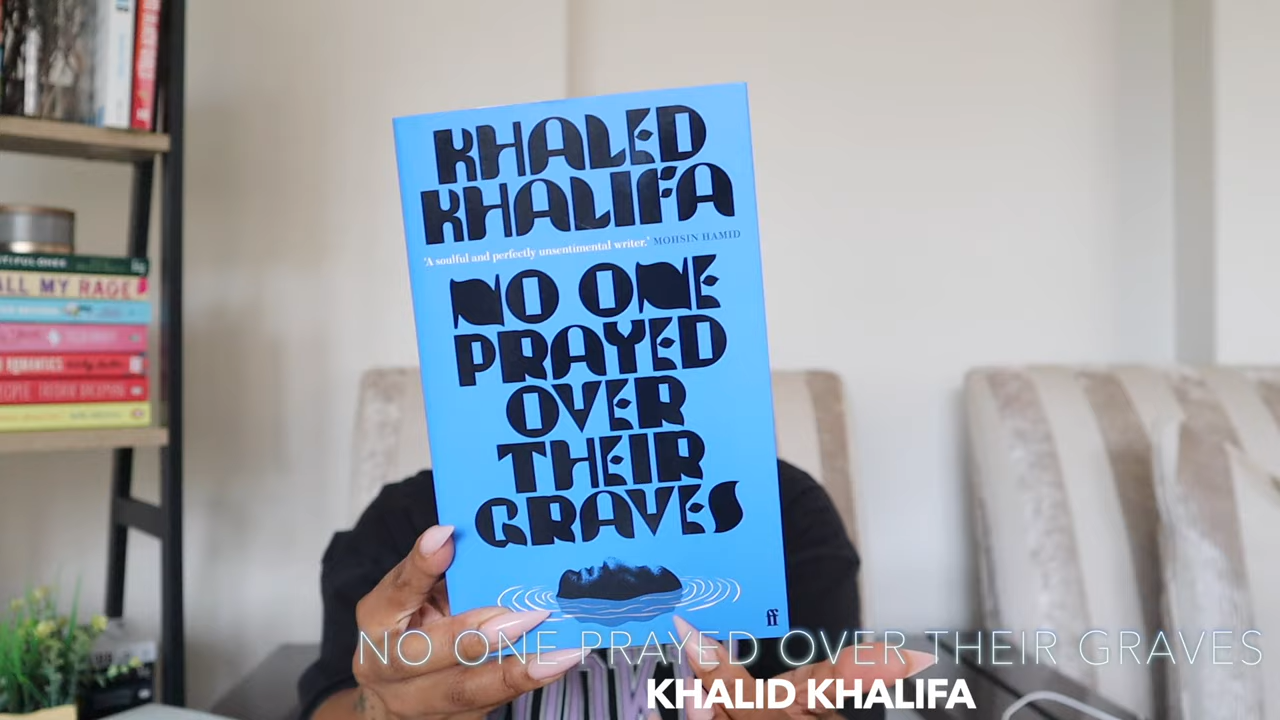 KHALED
KHALIFA
'A soulful and perfectly unsentimental writer.' MOHSIN HAMID
NO ONE
PRAYED
OVER
THEIR
GRAVES
ff
ALL MY RAGE
NO ONE PRAYED OVER THEIR GRAVES
KHALID KHALIFA